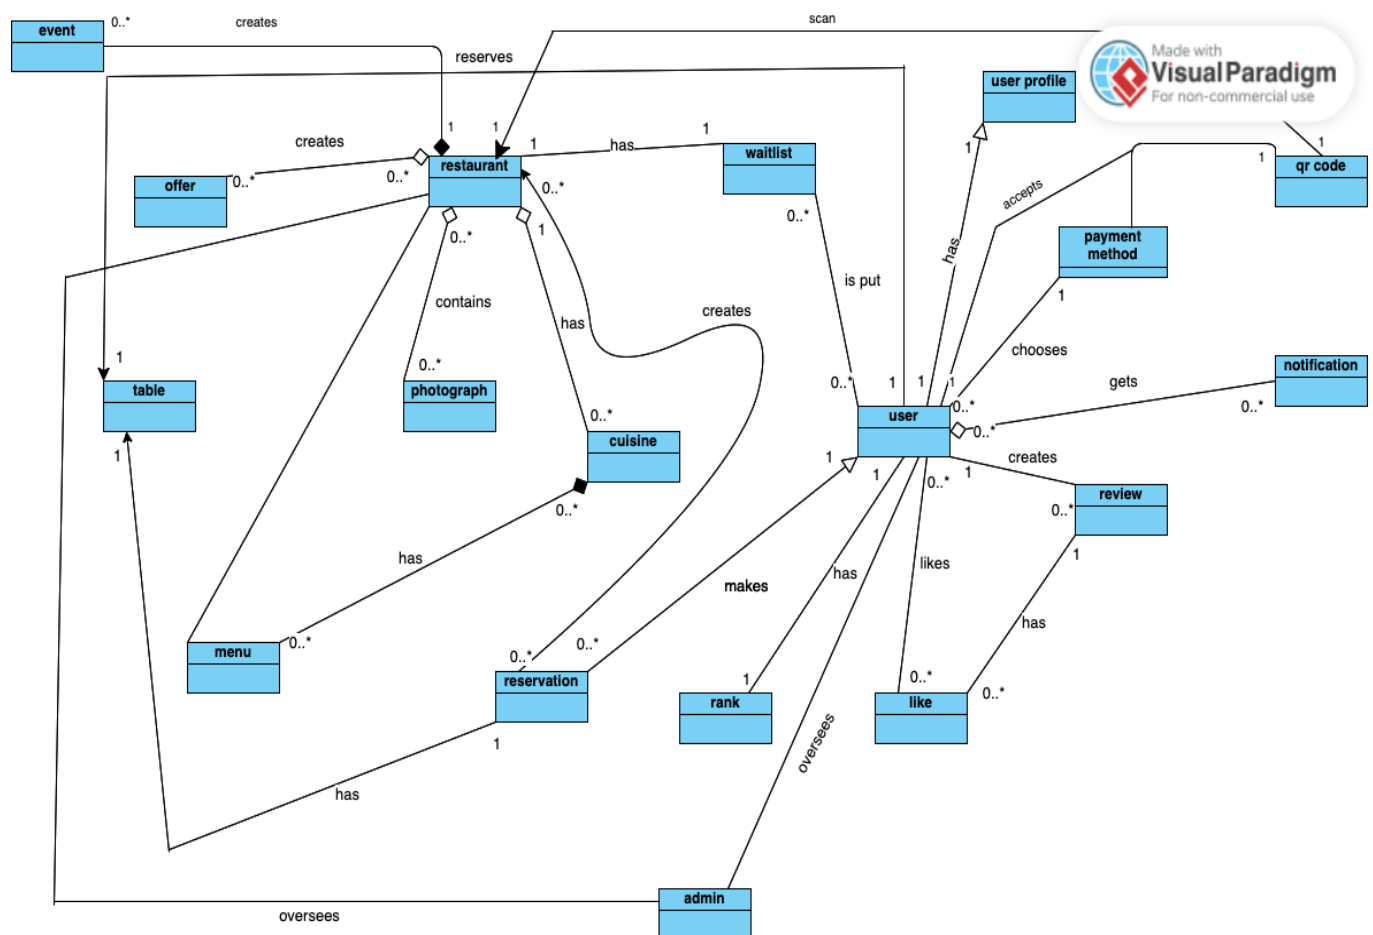 0..*
creates
scan
event
reserves
Made with
Visual Paradigm
For non-commercial use
user profile
1
1
1
1
1
creates
has
waitlist
1
1
restaurant
qr code
offer
0..*
0..*
0..*
accepts
0..*
1
0..*
payment
method
has
is put
contains
1
creates
has
chooses
1
0..*
notification
table
photograph
0..*
1
1
1
gets
0..*
0..*
user
0..*
0..*
cuisine
1
1
creates
1
1
0..*
review
0..*
0..*
has
1
makes
has
likes
has
menu
0..*
0..*
0..*
reservation
1
0..*
0..*
rank
like
1
oversees
has
admin
oversees